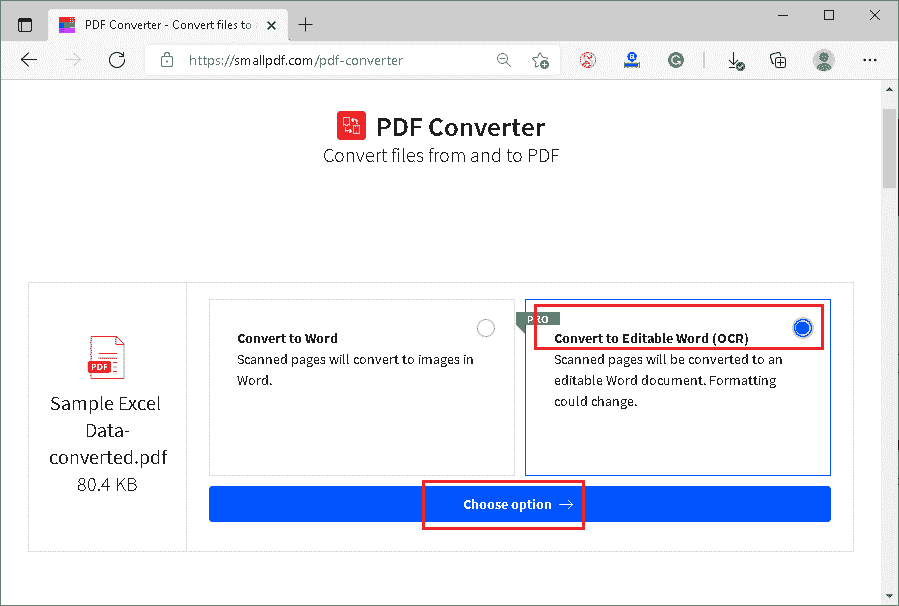 PDF Converter - Convert files to
https://smallpdf.com/pdf-converter
PDF Converter
Convert files from and to PDF
PDF
Sample Excel
Data-
converted.pdf
80.4 KB
Convert to Word
Scanned pages will convert to images in
Word.
PRO
Convert to Editable Word (OCR)
Scanned pages will be converted to an
editable Word document. Formatting
could change.
Choose option →